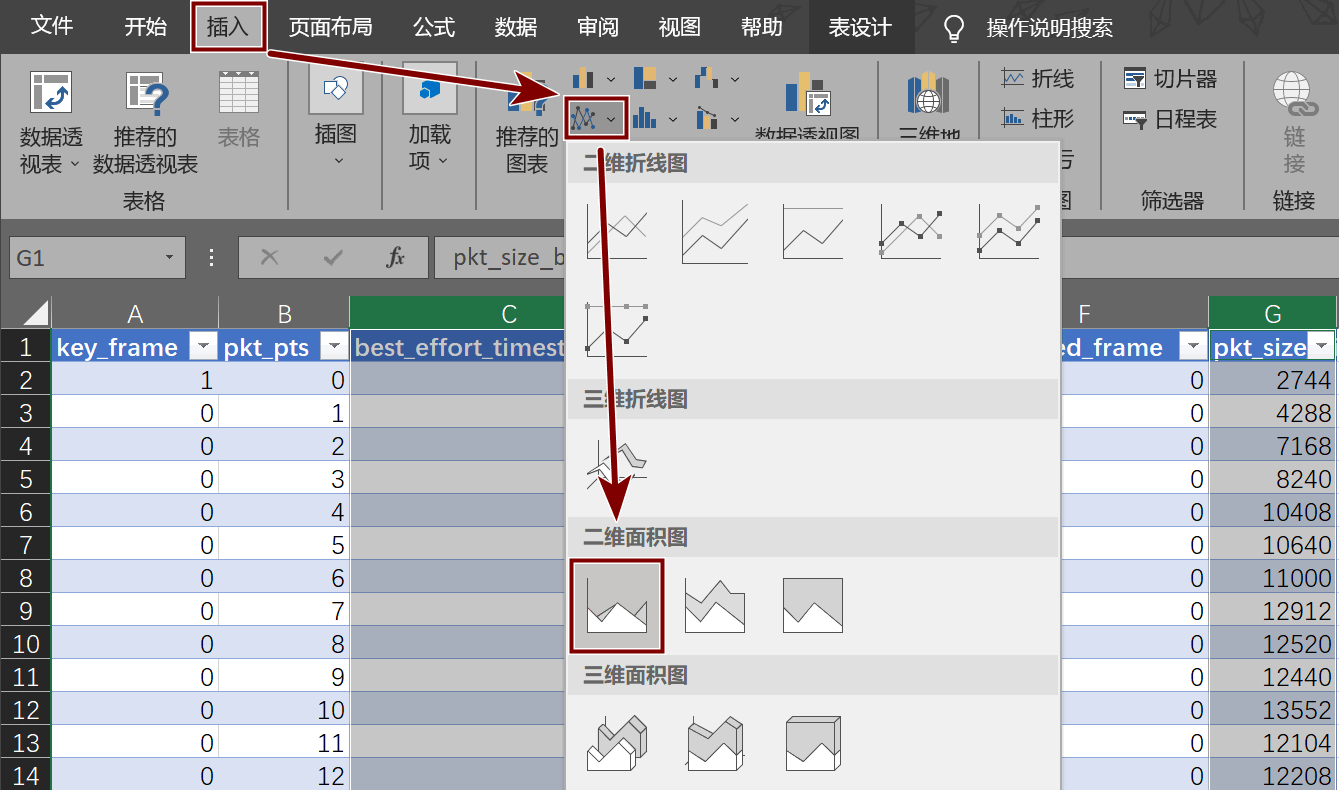 文件 开始 插入 页面布局 公式 数据 审阅 视图 帮助 表设计 操作说明搜索
数据透
视表
推荐的
数据透视表
表格
表格
插图
加载
项
推荐的
图表
数据透视图
三维地
折线
柱形
切片器
日程表
筛选器
链
接
链接
图
G1
fx pkt_size_b
二维折线图
三维折线图
二维面积图
三维面积图
A B C F G
1 key_frame pkt_pts best_effort_timest ed_frame pkt_size
2 1 0 0 2744
3 0 1 0 4288
4 0 2 0 7168
5 0 3 0 8240
6 0 4 0 10408
7 0 5 0 10640
8 0 6 0 11000
9 0 7 0 12912
10 0 8 0 12520
11 0 9 0 12440
12 0 10 0 13552
13 0 11 0 12104
14 0 12 0 12208